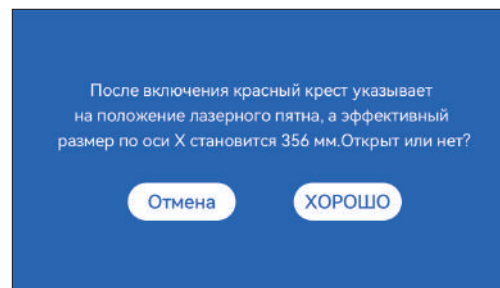 После включения красный крест указывает
на положение лазерного пятна, а эффективный
размер по оси X становится 356 мм.Открыт или нет?
Отмена
ХОРОШО